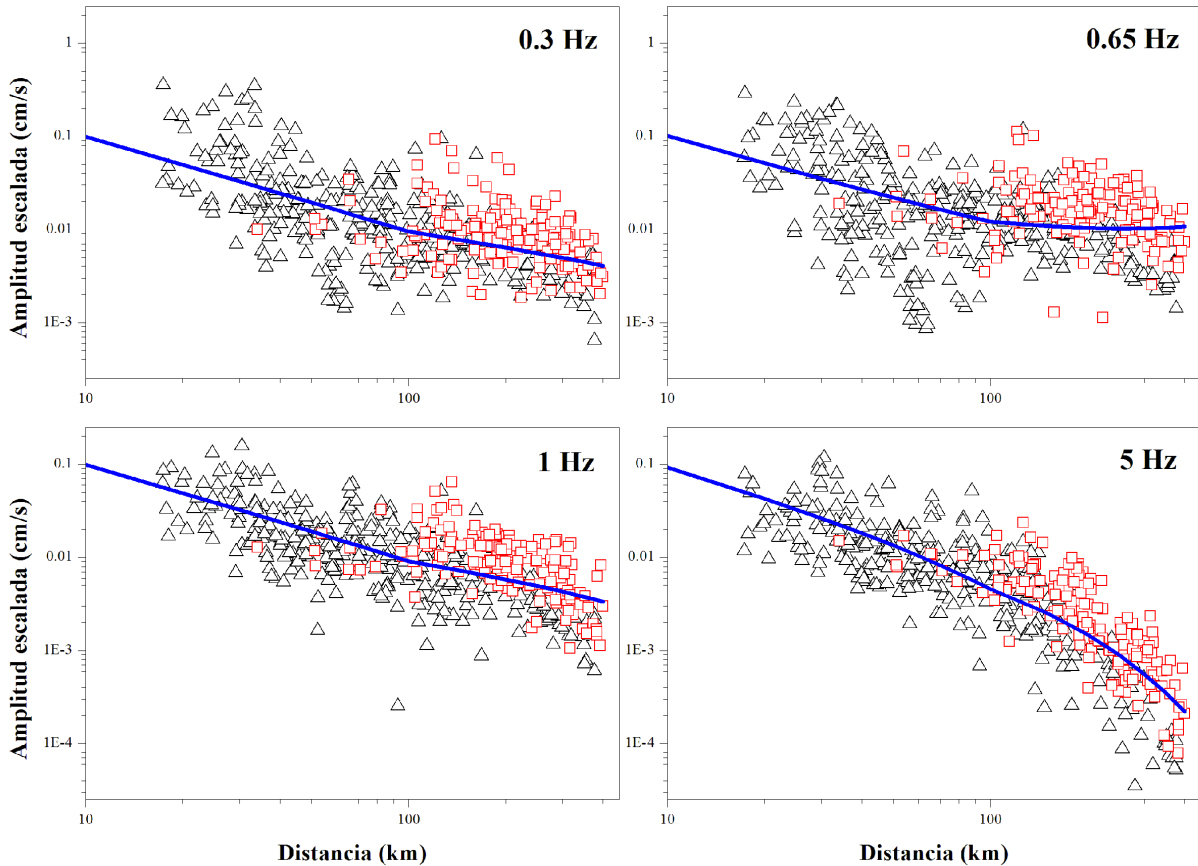 0.3 Hz
0.65 Hz
Amplitud escalada (cm/s)
1
0.1
0.01
1E-3
10
100
1
0.1
0.01
1E-3
10
100
1 Hz
5 Hz
Amplitud escalada (cm/s)
0.1
0.01
1E-3
1E-4
10
100
0.1
0.01
1E-3
1E-4
10
100
Distancia (km)
Distancia (km)